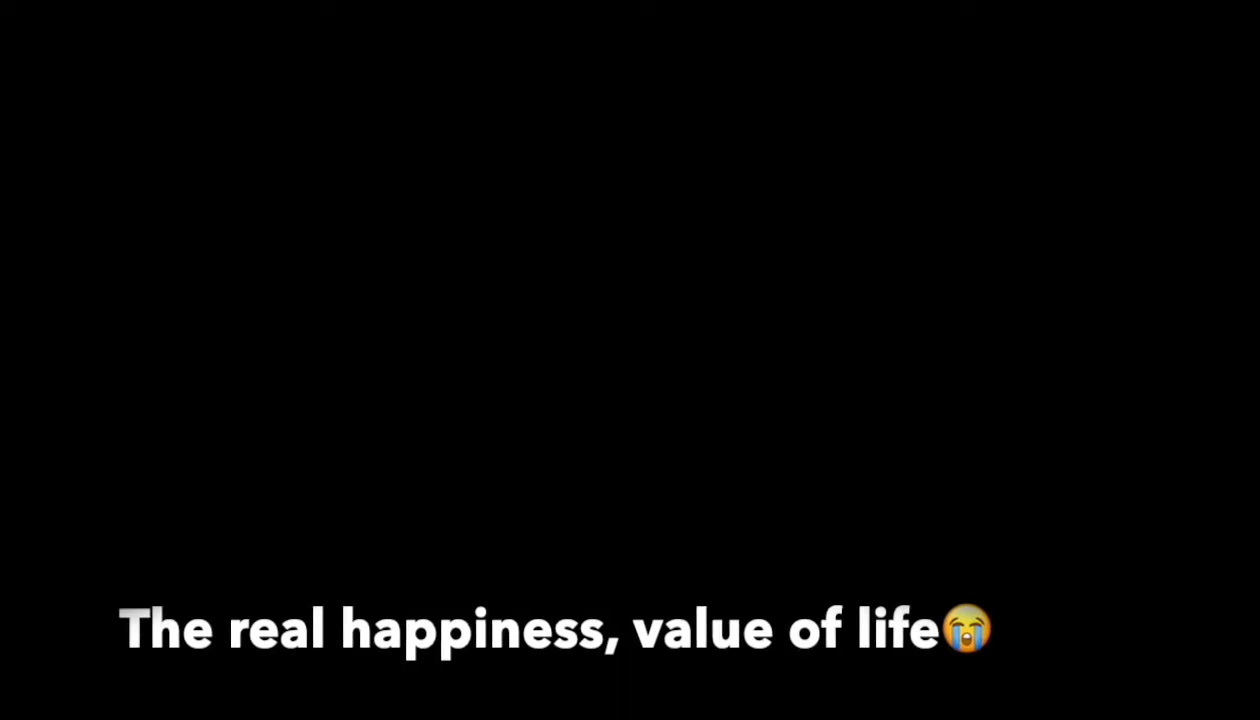 The real happiness, value of life😭